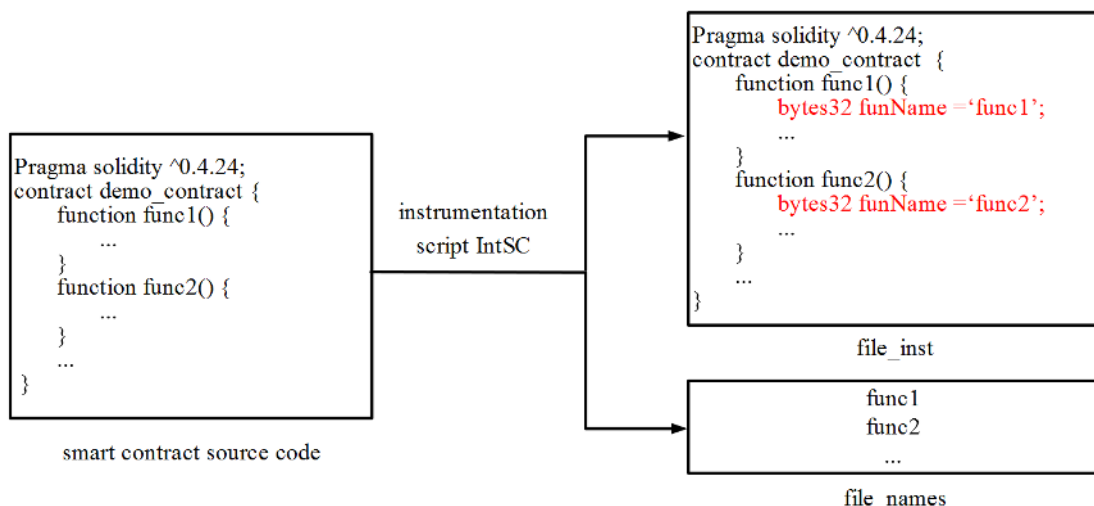 Pragma solidity ^0.4.24;
contract demo_contract {
function func1() {
...
}
function func2() {
...
}
...
}
smart contract source code
instrumentation
script IntSC
Pragma solidity ^0.4.24;
contract demo_contract {
function func1() {
bytes32 funName =‘func1’;
...
}
function func2() {
bytes32 funName =‘func2’;
...
}
...
}
file_inst
func1
func2
...
file_names